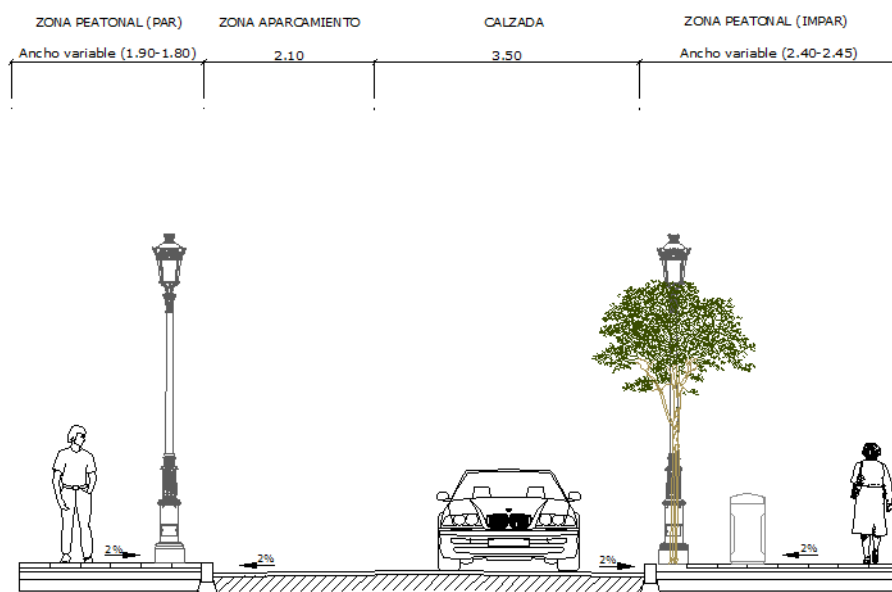 ZONA PEATONAL (PAR) ZONA APARCAMIENTO CALZADA ZONA PEATONAL (IMPAR)
Ancho variable (1.90-1.80) 2.10 3.50 Ancho variable (2.40-2.45)
2% 2% 2% 2%